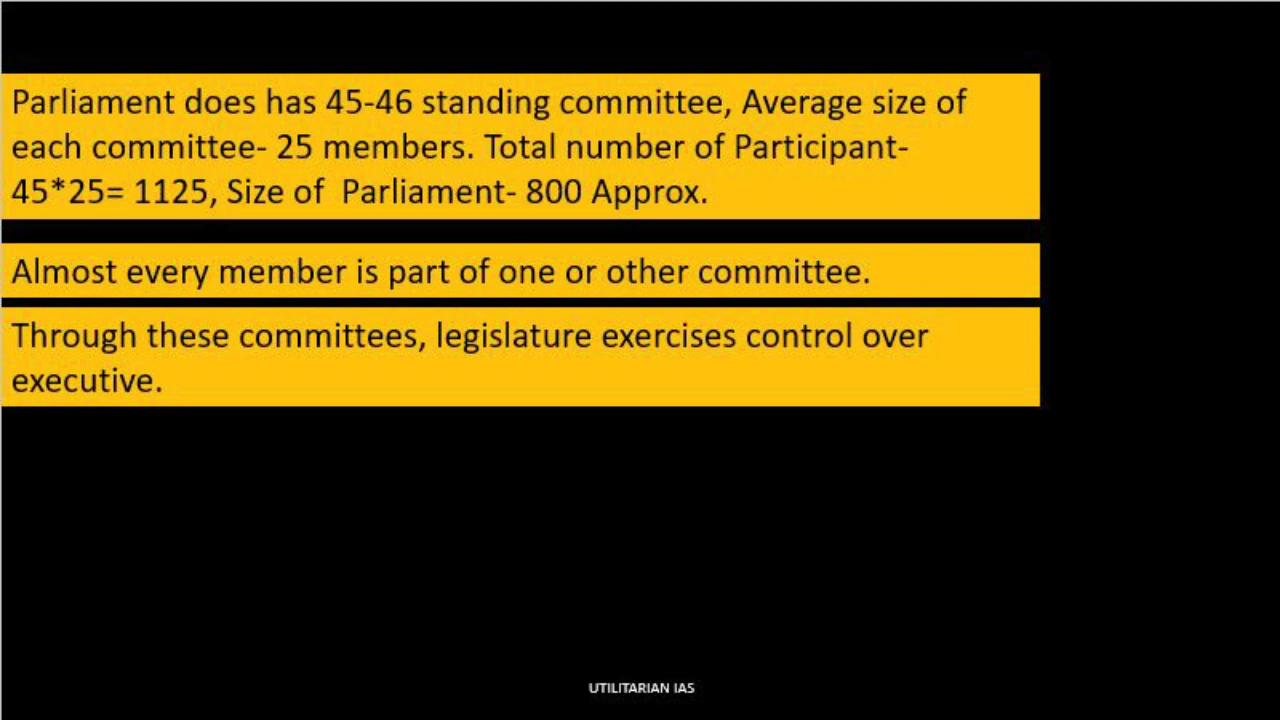 Parliament does has 45-46 standing committee, Average size of
each committee- 25 members. Total number of Participant-
45*25= 1125, Size of  Parliament- 800 Approx.
Almost every member is part of one or other committee.
Through these committees, legislature exercises control over
executive.
UTILITARIAN IAS